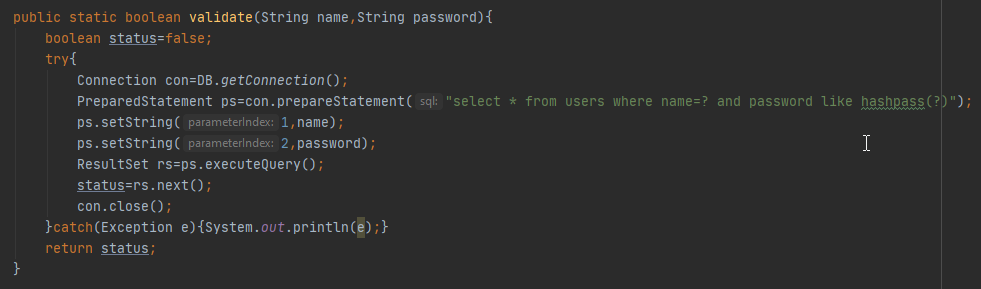 public static boolean validate(String name,String password){
boolean status=false;
try{
Connection con=DB.getConnection();
PreparedStatement ps=con.prepareStatement( sql: "select * from users where name=? and password like hashpass(?)");
ps.setString( parameterIndex: 1,name);
ps.setString( parameterIndex: 2,password);
ResultSet rs=ps.executeQuery();
status=rs.next();
con.close();
}catch(Exception e){System.out.println(e);}
return status;
}